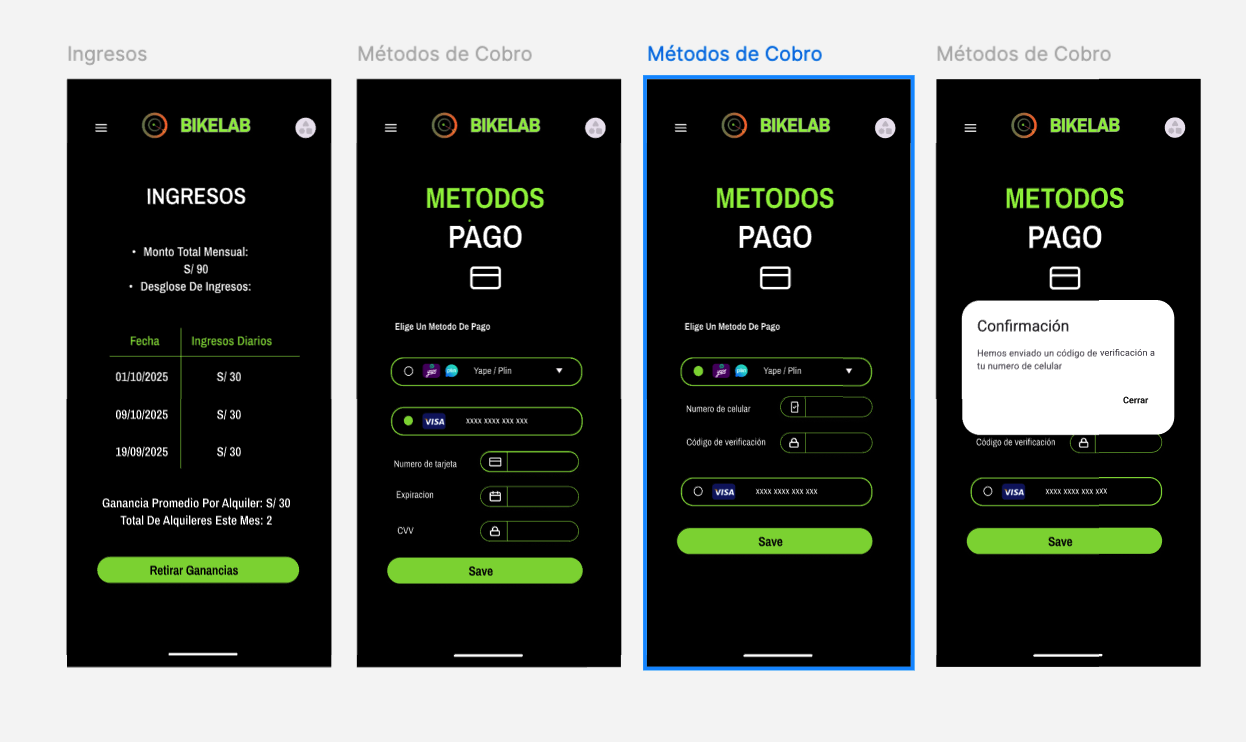 Ingresos
BIKELAB
INGRESOS
• Monto Total Mensual:
S/ 90
• Desglose De Ingresos:
Fecha Ingresos Diarios
01/10/2025 S/ 30
09/10/2025 S/ 30
19/09/2025 S/ 30
Ganancia Promedio Por Alquiler: S/ 30
Total De Alquileres Este Mes: 2
Retirar Ganancias
Métodos de Cobro
BIKELAB
METODOS
PAGO
Elige Un Metodo De Pago
Yape / Plin
VISA xxxx xxxx xxx xxx
Numero de tarjeta
Expiracion
CVV
Save
Métodos de Cobro
BIKELAB
METODOS
PAGO
Elige Un Metodo De Pago
Yape / Plin
Numero de celular
Código de verificación
VISA xxxx xxxx xxx xxx
Save
Métodos de Cobro
BIKELAB
METODOS
PAGO
Confirmación
Hemos enviado un código de verificación a
tu numero de celular
Cerrar
Código de verificación
VISA xxxx xxxx xxx xxx
Save